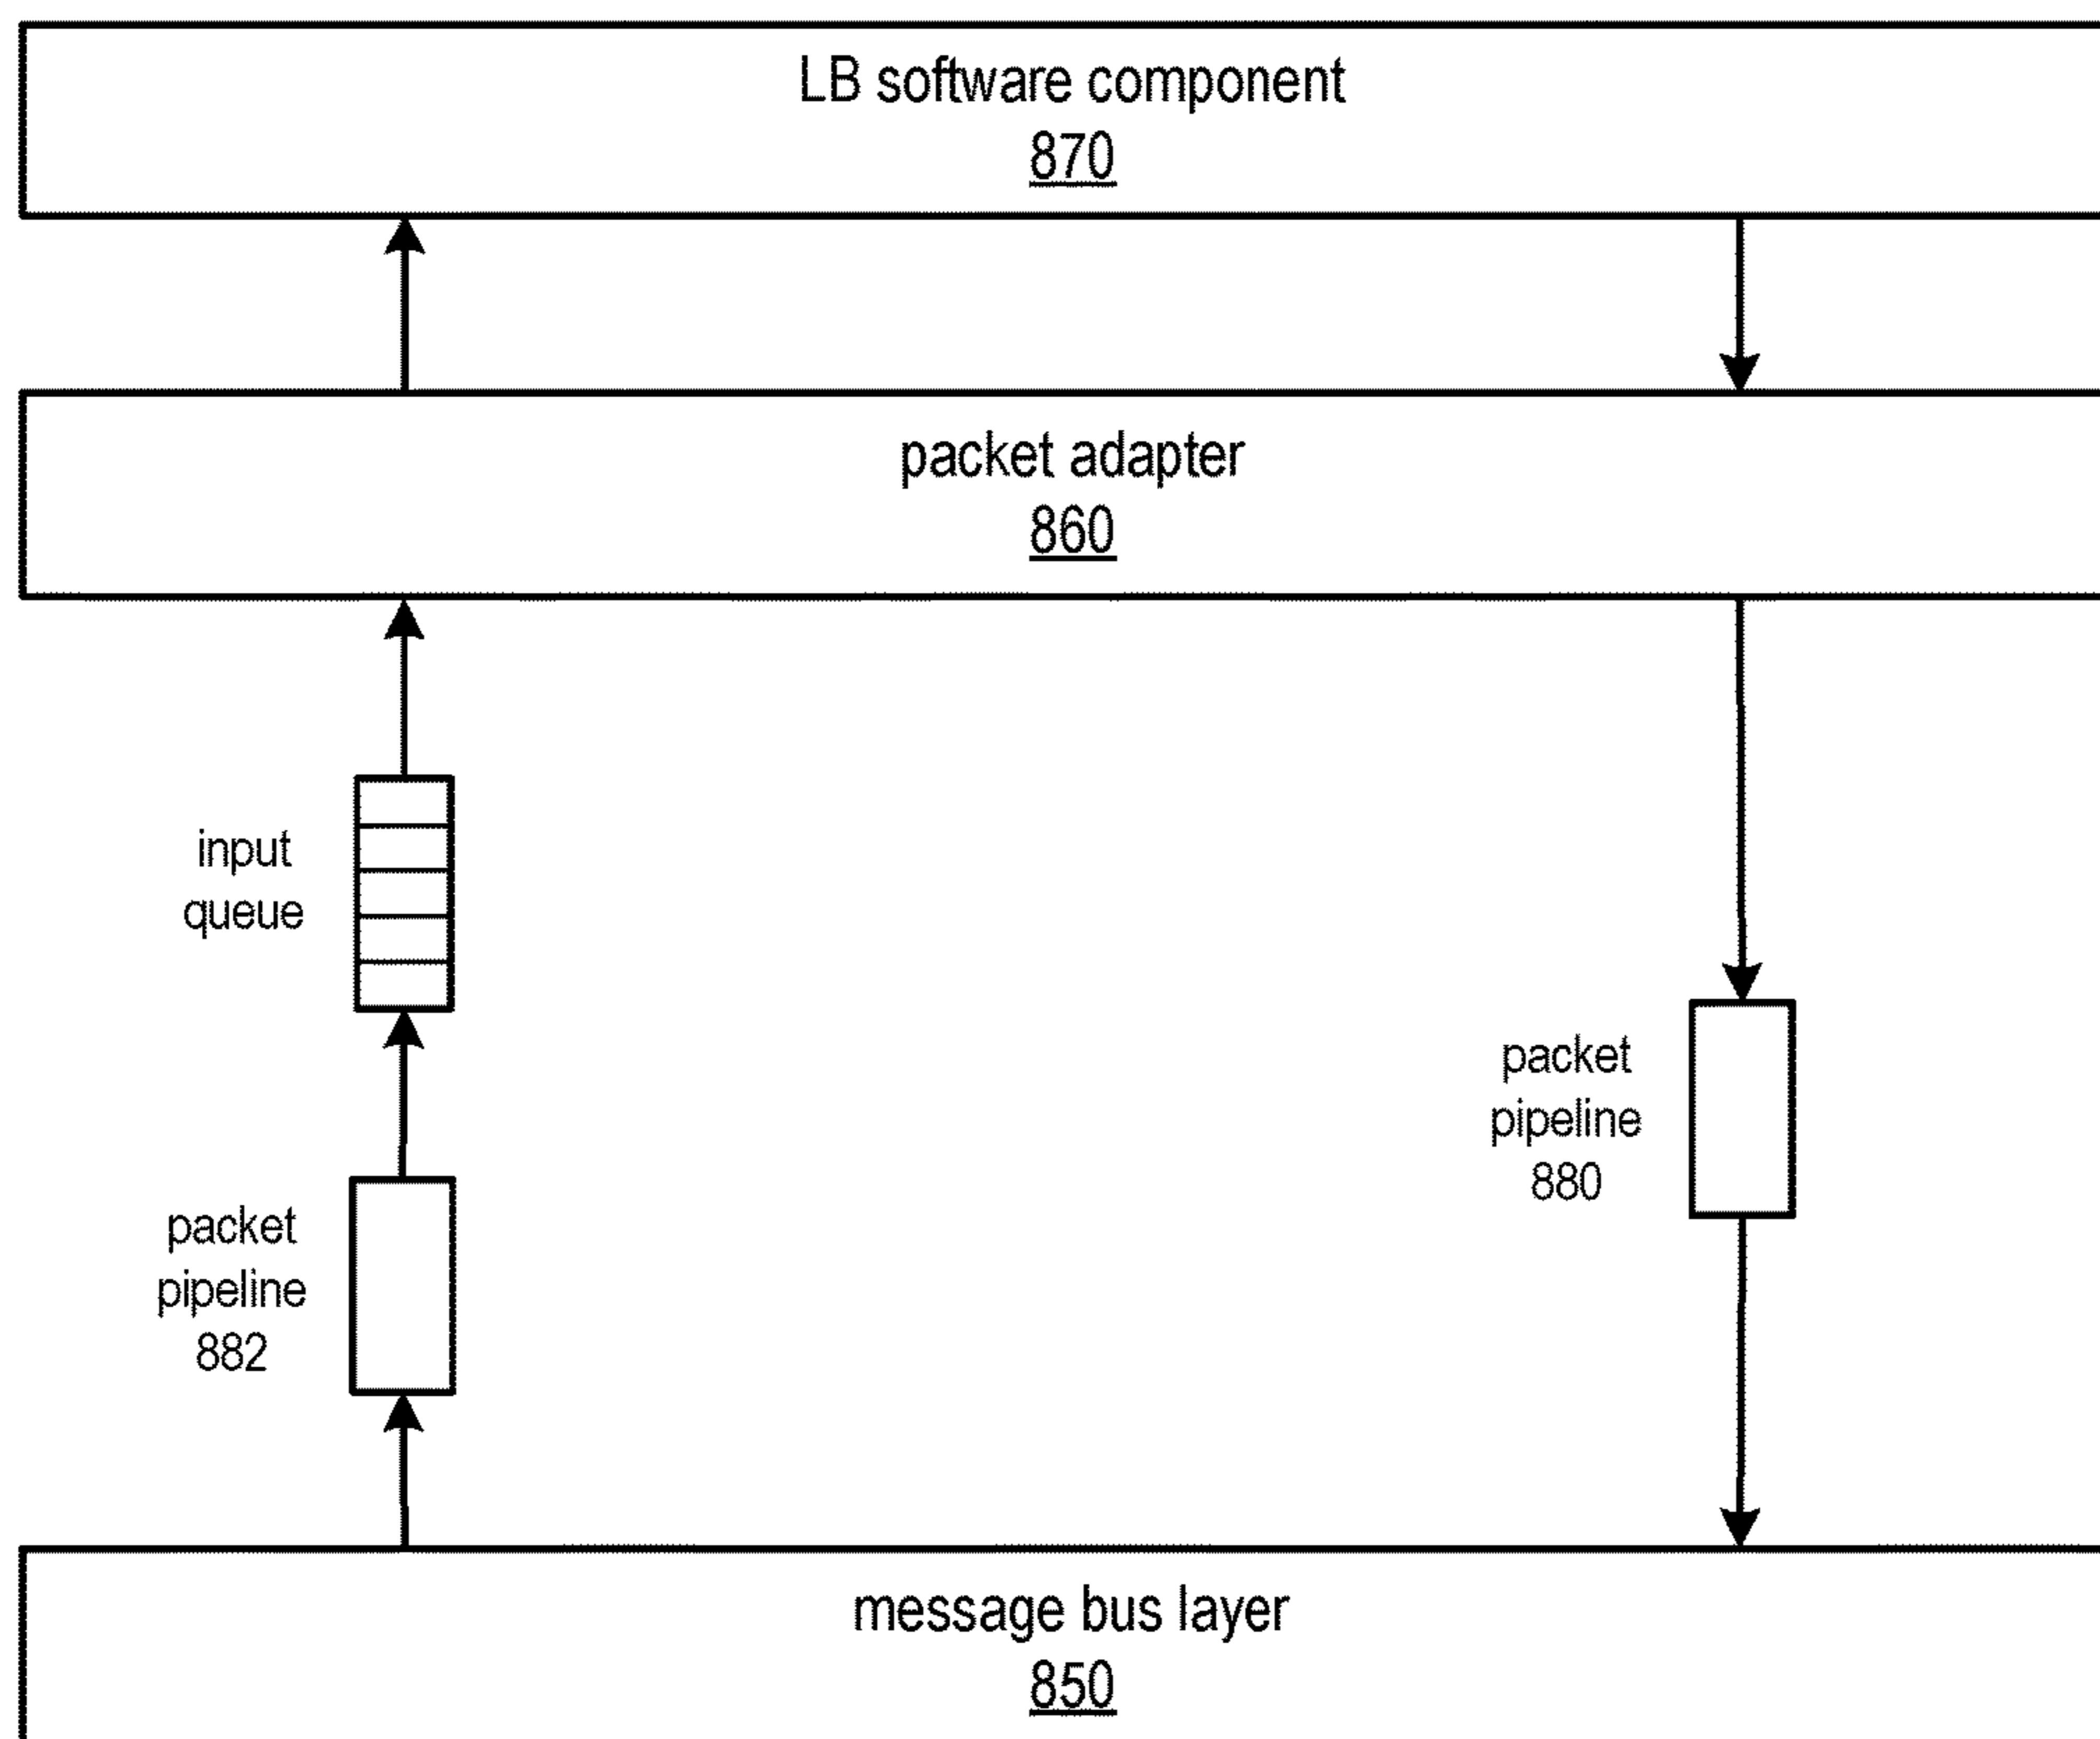 LB software component
870
packet adapter
860
input
queue
packet
pipeline
880
packet
pipeline
882
message bus layer
850